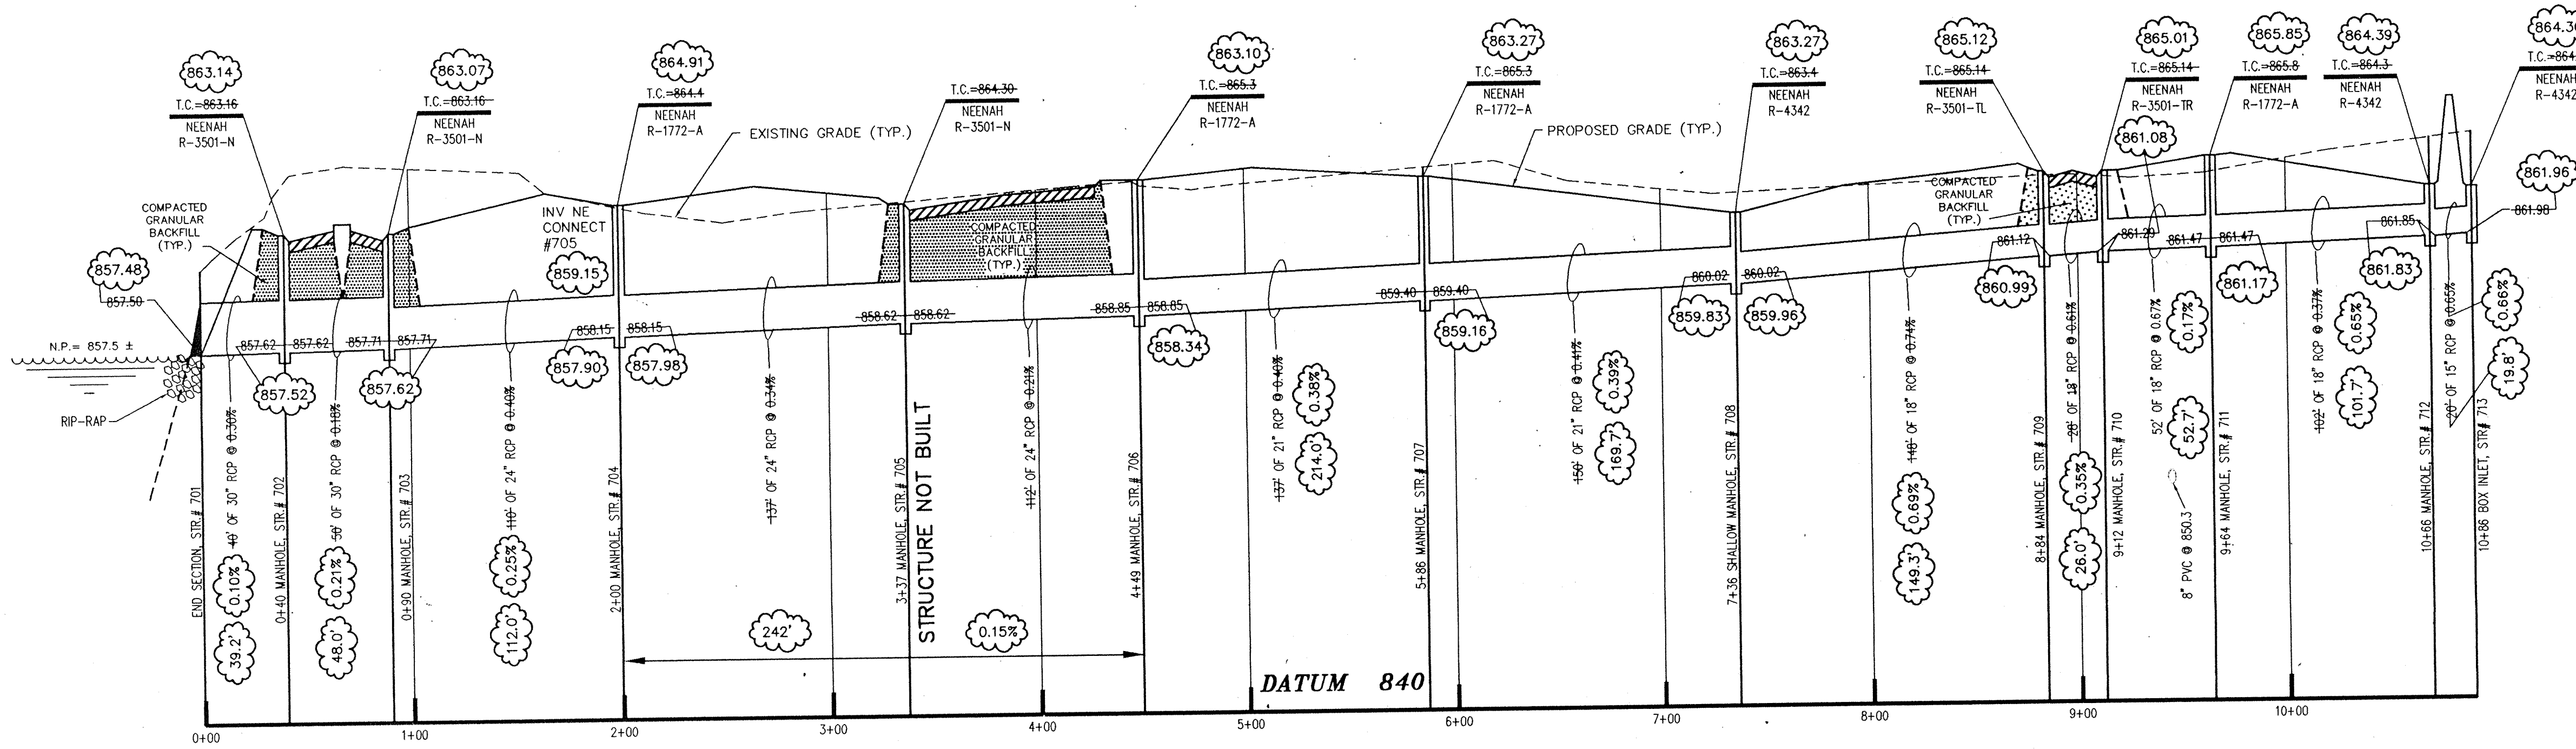 863.14
T.C.=863.16
NEENAH
R-3501-N
863.07
T.C.=863.16
NEENAH
R-3501-N
864.91
T.C.=864.4
NEENAH
R-1772-A
T.C.=864.30
NEENAH
R-3501-N
863.10
T.C.=865.3
NEENAH
R-1772-A
863.27
T.C.=865.3
NEENAH
R-1772-A
863.27
T.C.=863.4
NEENAH
R-4342
865.12
T.C.=865.14
NEENAH
R-3501-TL
865.01
T.C.=865.14
NEENAH
R-3501-TR
865.85
T.C.=865.8
NEENAH
R-1772-A
864.39
T.C.=864.3
NEENAH
R-4342
T.C.=864.
NEENAH
R-4342
EXISTING GRADE (TYP.)
PROPOSED GRADE (TYP.)
COMPACTED
GRANULAR
BACKFILL
(TYP.)
INV NE
CONNECT
#705
859.15
COMPACTED
GRANULAR
BACKFILL
(TYP.)
COMPACTED
GRANULAR
BACKFILL
(TYP.)
861.08
861.96
861.98
857.48
857.50
N.P.= 857.5 ±
RIP-RAP
857.62
857.62
857.52
857.71
857.71
857.62
858.15
858.15
857.90
857.98
858.62
858.62
858.85
858.85
858.34
859.40
859.40
859.16
860.02
860.02
859.83
859.96
861.12
860.99
861.29
861.47
861.47
861.17
861.85
861.83
END SECTION, STR.# 701
40' OF 30" RCP @ 0.30%
0.10%
39.2'
0+40 MANHOLE, STR.# 702
50' OF 30" RCP @ 0.18%
0.21%
48.0'
0+90 MANHOLE, STR.# 703
110' OF 24" RCP @ 0.40%
0.25%
112.0'
2+00 MANHOLE, STR.# 704
137' OF 24" RCP @ 0.34%
242'
3+37 MANHOLE, STR.# 705
STRUCTURE NOT BUILT
112' OF 24" RCP @ 0.21%
0.15%
4+49 MANHOLE, STR.# 706
137' OF 21" RCP @ 0.40%
0.38%
214.0'
5+86 MANHOLE, STR.# 707
150' OF 21" RCP @ 0.41%
0.39%
169.7'
7+36 SHALLOW MANHOLE, STR.# 708
148' OF 18" RCP @ 0.74%
0.69%
149.3'
8+84 MANHOLE, STR.# 709
28' OF 18" RCP @ 0.61%
0.35%
26.0'
9+12 MANHOLE, STR.# 710
52' OF 18" RCP @ 0.67%
0.17%
52.7'
8" PVC @ 850.3
9+64 MANHOLE, STR.# 711
102' OF 18" RCP @ 0.37%
0.65%
101.7'
10+66 MANHOLE, STR.# 712
20' OF 15" RCP @ 0.65%
0.66%
19.8'
10+86 BOX INLET, STR# 713
DATUM 840
0+00
1+00
2+00
3+00
4+00
5+00
6+00
7+00
8+00
9+00
10+00